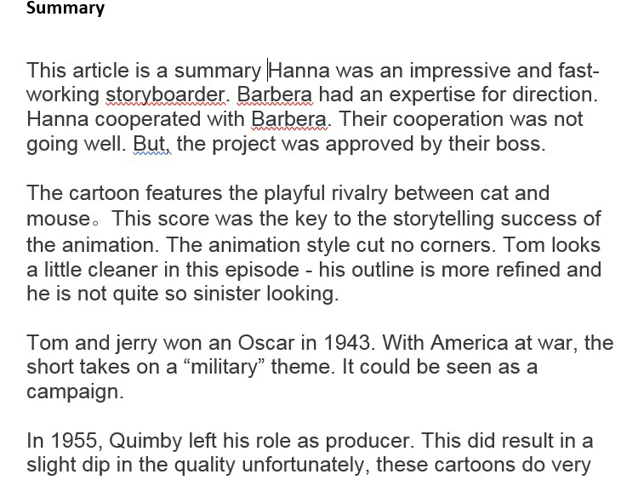 Summary
This article is a summary Hanna was an impressive and fast-
working storyboarder. Barbera had an expertise for direction.
Hanna cooperated with Barbera. Their cooperation was not
going well. But, the project was approved by their boss.
The cartoon features the playful rivalry between cat and
mouse。This score was the key to the storytelling success of
the animation. The animation style cut no corners. Tom looks
a little cleaner in this episode - his outline is more refined and
he is not quite so sinister looking.
Tom and jerry won an Oscar in 1943. With America at war, the
short takes on a “military” theme. It could be seen as a
campaign.
In 1955, Quimby left his role as producer. This did result in a
slight dip in the quality unfortunately, these cartoons do very